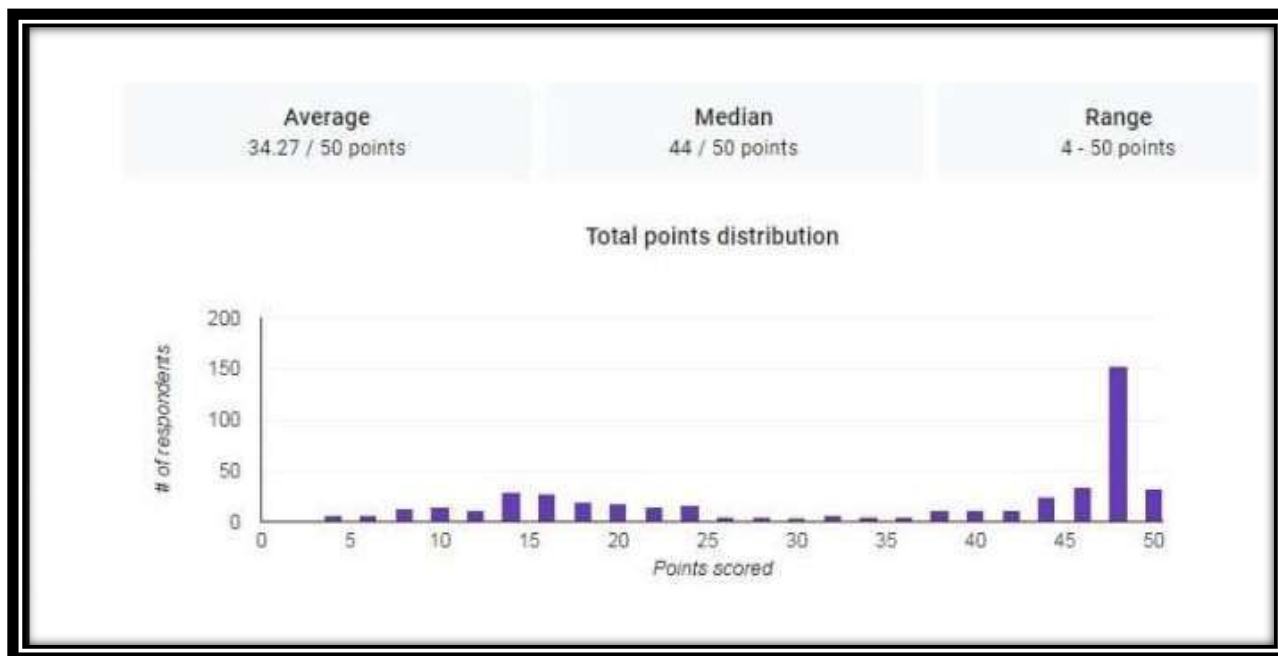 Average
34.27 / 50 points
Median
44 / 50 points
Range
4 - 50 points
Total points distribution
# of respondents
200
150
100
50
0
0 5 10 15 20 25 30 35 40 45 50
Points scored